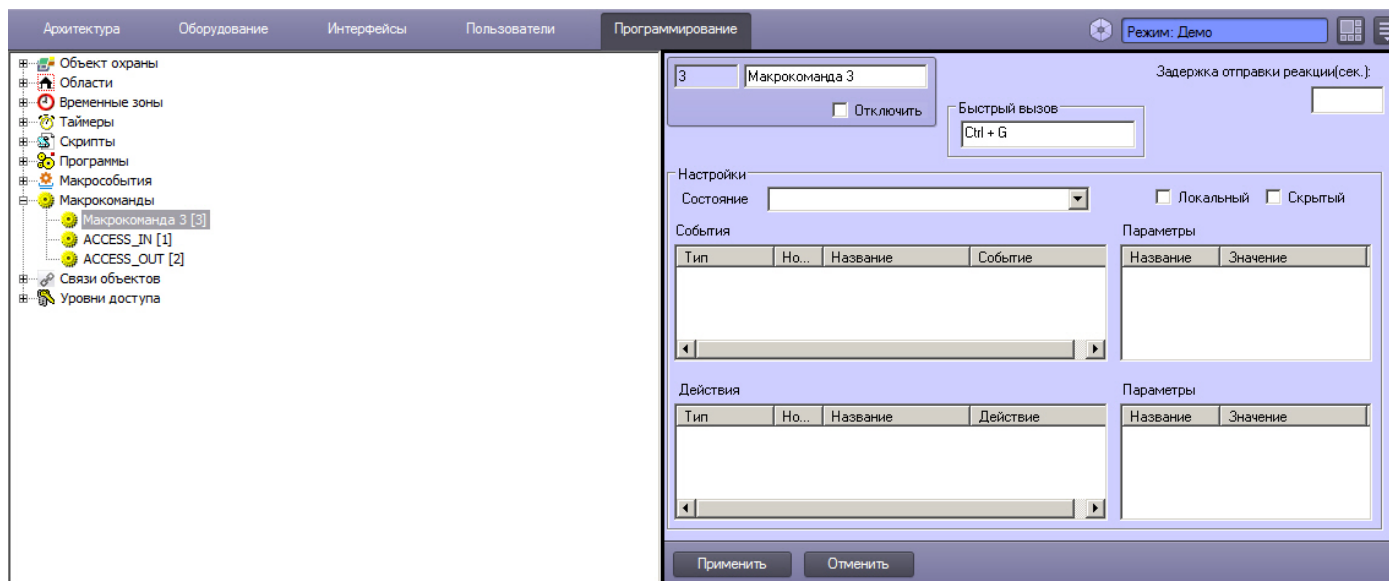 Архитектура Оборудование Интерфейсы Пользователи Программирование Режим: Демо
Объект охраны
Области
Временные зоны
Таймеры
Скрипты
Программы
Макрособытия
Макрокоманды
Макрокоманда 3 [3]
ACCESS_IN [1]
ACCESS_OUT [2]
Связи объектов
Уровни доступа
3 Макрокоманда 3
Отключить
Быстрый вызов
Ctrl + G
Задержка отправки реакции(сек.):
Настройки
Состояние
Локальный Скрытый
События Параметры
Тип Но... Название Событие Название Значение
Действия Параметры
Тип Но... Название Действие Название Значение
Применить Отменить